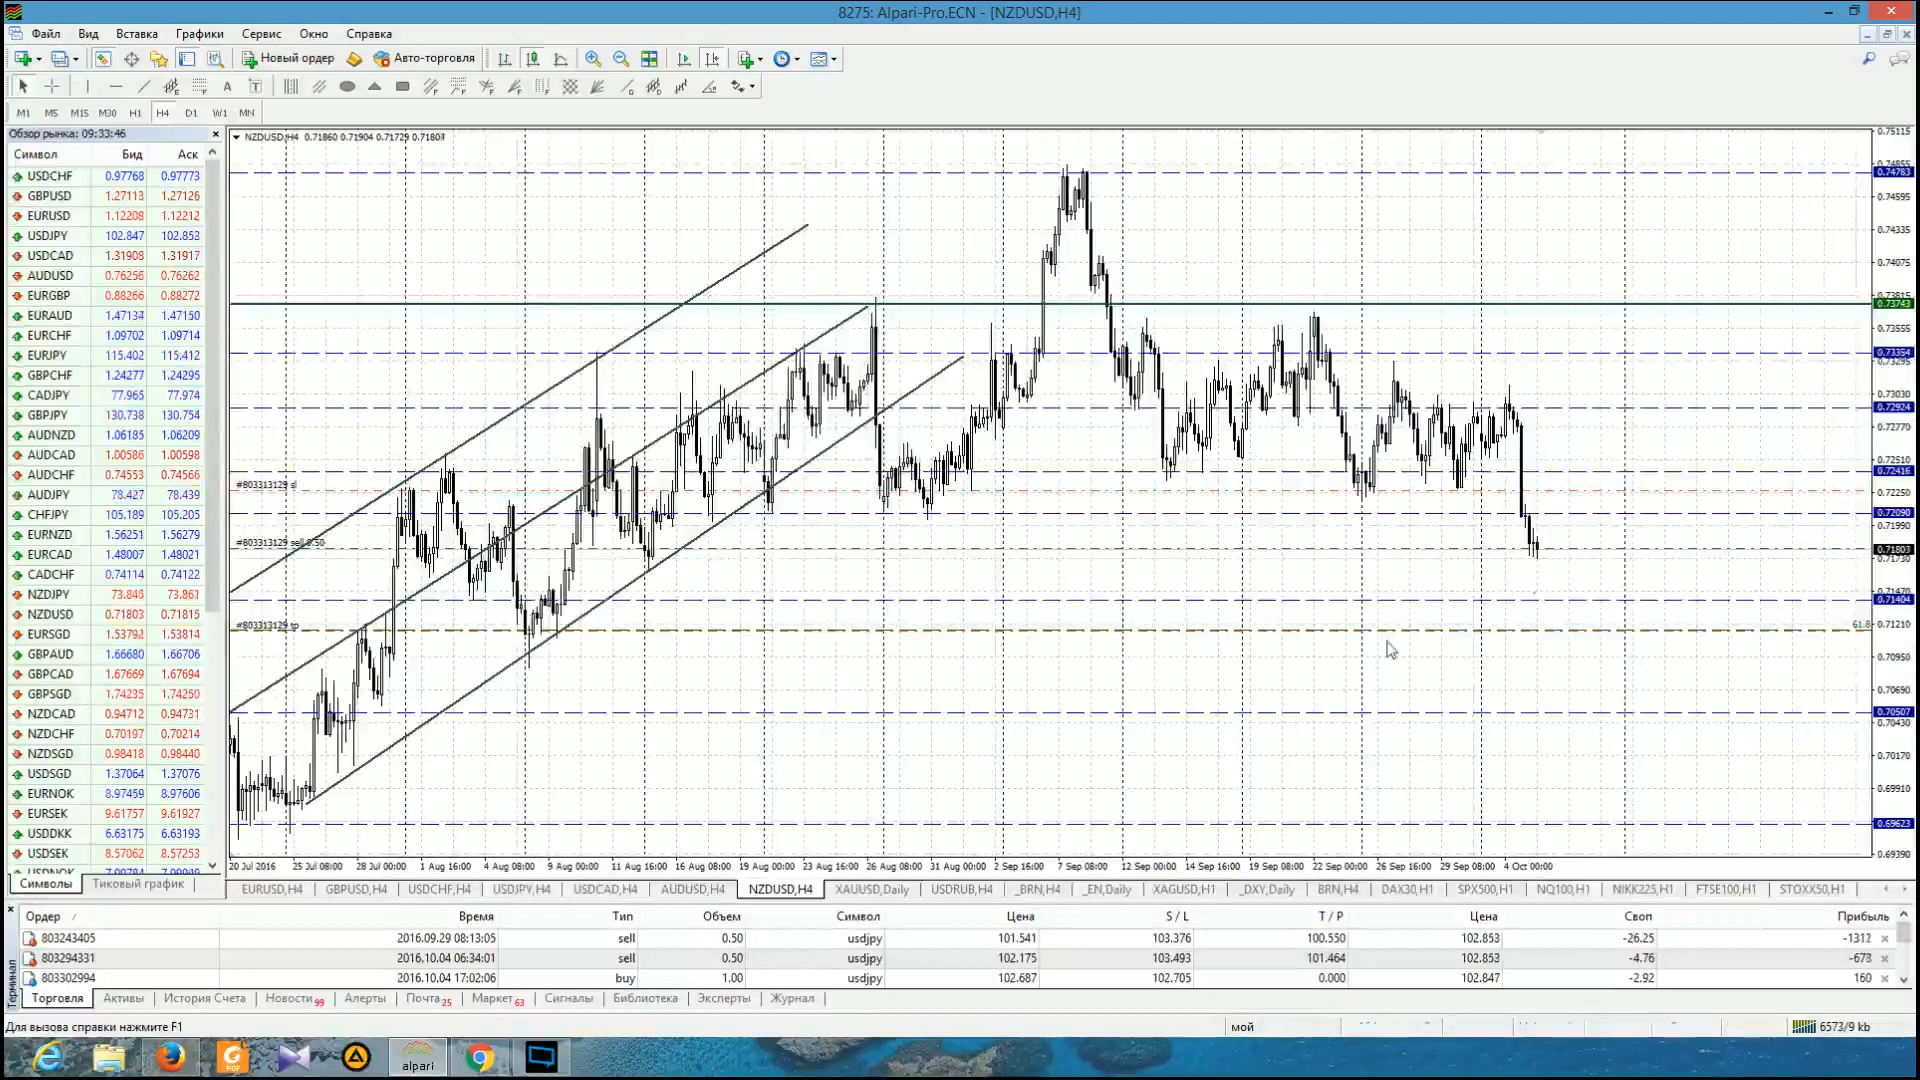 8275: Alpari-Pro.ECN - [NZDUSD,H4]
Файл Вид Вставка Графики Сервис Окно Справка
Новый ордер Авто-торговля
M1 M5 M15 M30 H1 H4 D1 W1 MN
Обзор рынка: 09:33:46
Символ Бид Аск
USDCHF 0.97768 0.97773
GBPUSD 1.27113 1.27126
EURUSD 1.12208 1.12212
USDJPY 102.847 102.853
USDCAD 1.31908 1.31917
AUDUSD 0.76256 0.76262
EURGBP 0.88266 0.88272
EURAUD 1.47134 1.47150
EURCHF 1.09702 1.09714
EURJPY 115.402 115.412
GBPCHF 1.24277 1.24295
CADJPY 77.965 77.974
GBPJPY 130.738 130.754
AUDNZD 1.06185 1.06209
AUDCAD 1.00586 1.00598
AUDCHF 0.74553 0.74566
AUDJPY 78.427 78.439
CHFJPY 105.189 105.205
EURNZD 1.56251 1.56279
EURCAD 1.48007 1.48021
CADCHF 0.74114 0.74122
NZDJPY 73.846 73.861
NZDUSD 0.71803 0.71815
EURSGD 1.53792 1.53814
GBPAUD 1.66680 1.66706
GBPCAD 1.67669 1.67694
GBPSGD 1.74235 1.74250
NZDCAD 0.94712 0.94731
NZDCHF 0.70197 0.70214
NZDSGD 0.98418 0.98440
USDSGD 1.37064 1.37076
EURNOK 8.97459 8.97606
EURSEK 9.61757 9.61927
USDDKK 6.63175 6.63193
USDSEK 8.57062 8.57253
Символы Тиковый график
NZDUSD,H4 0.71860 0.71904 0.71729 0.71803
#803313129 sl
#803313129 sell 0.50
#803313129 tp
61.8
0.75115
0.74855
0.74783
0.74595
0.74335
0.74075
0.73815
0.73743
0.73555
0.73354
0.73295
0.73030
0.72924
0.72770
0.72510
0.72416
0.72250
0.72090
0.71990
0.71803
0.71730
0.71470
0.71404
0.71210
0.70950
0.70690
0.70507
0.70430
0.70170
0.69910
0.69623
0.69390
20 Jul 2016 25 Jul 08:00 28 Jul 00:00 1 Aug 16:00 4 Aug 08:00 9 Aug 00:00 11 Aug 16:00 16 Aug 08:00 19 Aug 00:00 23 Aug 16:00 26 Aug 08:00 31 Aug 00:00 2 Sep 16:00 7 Sep 08:00 12 Sep 00:00 14 Sep 16:00 19 Sep 08:00 22 Sep 00:00 26 Sep 16:00 29 Sep 08:00 4 Oct 00:00
EURUSD,H4 GBPUSD,H4 USDCHF,H4 USDJPY,H4 USDCAD,H4 AUDUSD,H4 NZDUSD,H4 XAUUSD,Daily USDRUB,H4 _BRN,H4 _EN,Daily XAGUSD,H1 _DXY,Daily BRN,H4 DAX30,H1 SPX500,H1 NQ100,H1 NIKK225,H1 FTSE100,H1 STOXX50,H1
Ордер / Время Тип Объем Символ Цена S / L T / P Цена Своп Прибыль
803243405 2016.09.29 08:13:05 sell 0.50 usdjpy 101.541 103.376 100.550 102.853 -26.25 -1312
803294331 2016.10.04 06:34:01 sell 0.50 usdjpy 102.175 103.493 101.464 102.853 -4.76 -673
803302994 2016.10.04 17:02:06 buy 1.00 usdjpy 102.687 102.705 0.000 102.847 -2.92 160
Терминал
Торговля Активы История Счета Новости 99 Алерты Почта 25 Маркет 63 Сигналы Библиотека Эксперты Журнал
Для вызова справки нажмите F1 мой 6573/9 kb
alpari